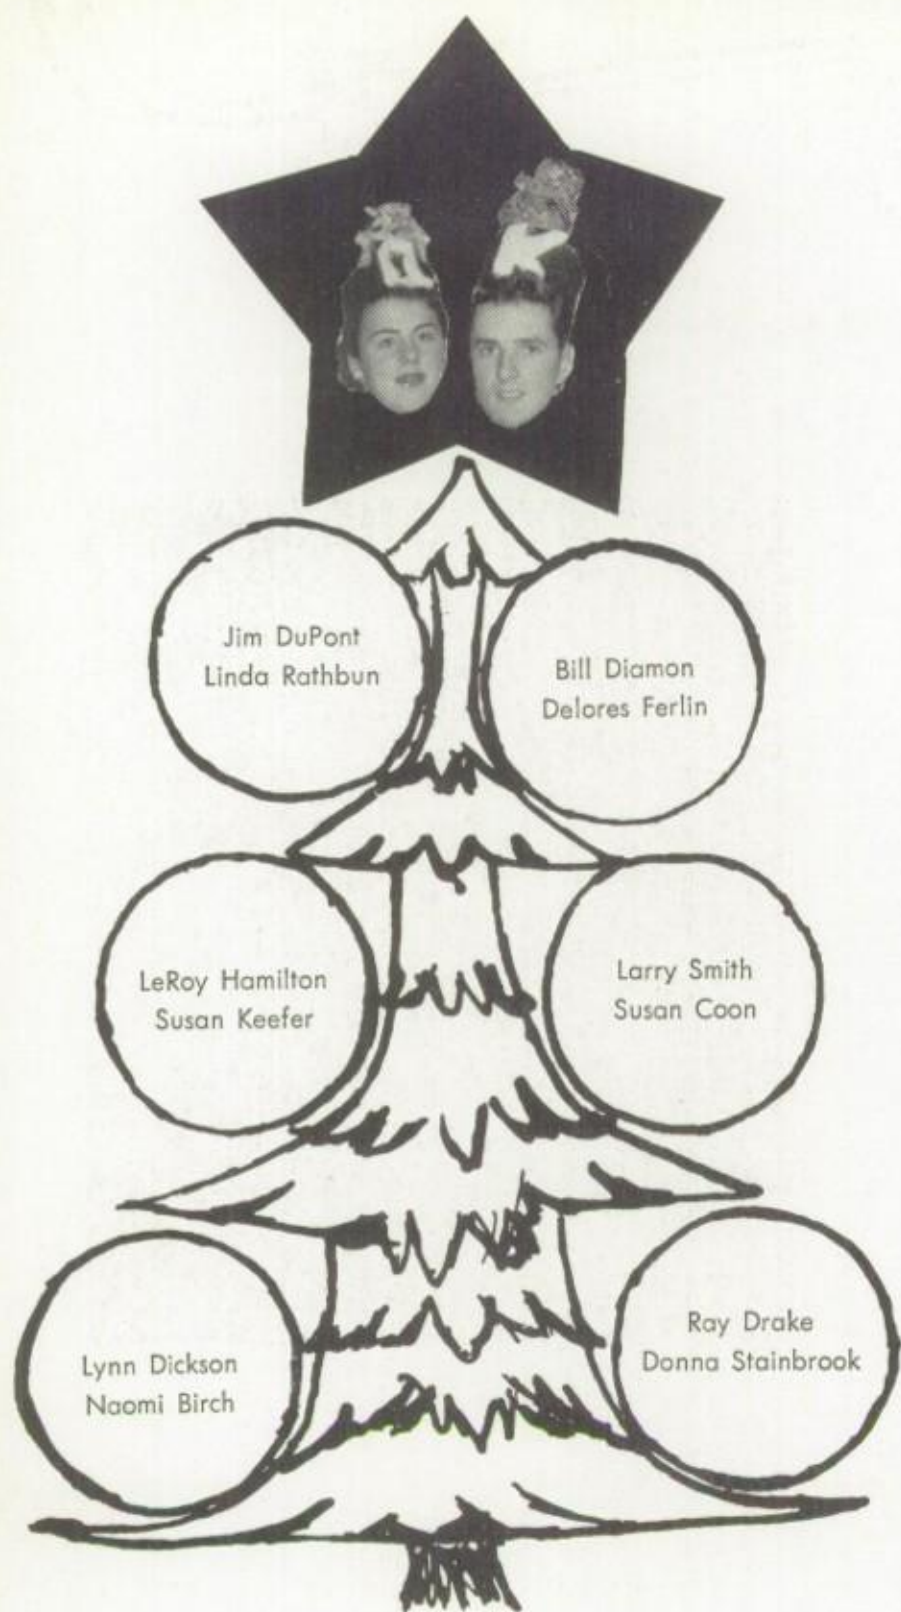 K
Jim DuPont
Linda Rathbun
Bill Diamon
Delores Ferlin
LeRoy Hamilton
Susan Keefer
Larry Smith
Susan Coon
Lynn Dickson
Naomi Birch
Ray Drake
Donna Stainbrook